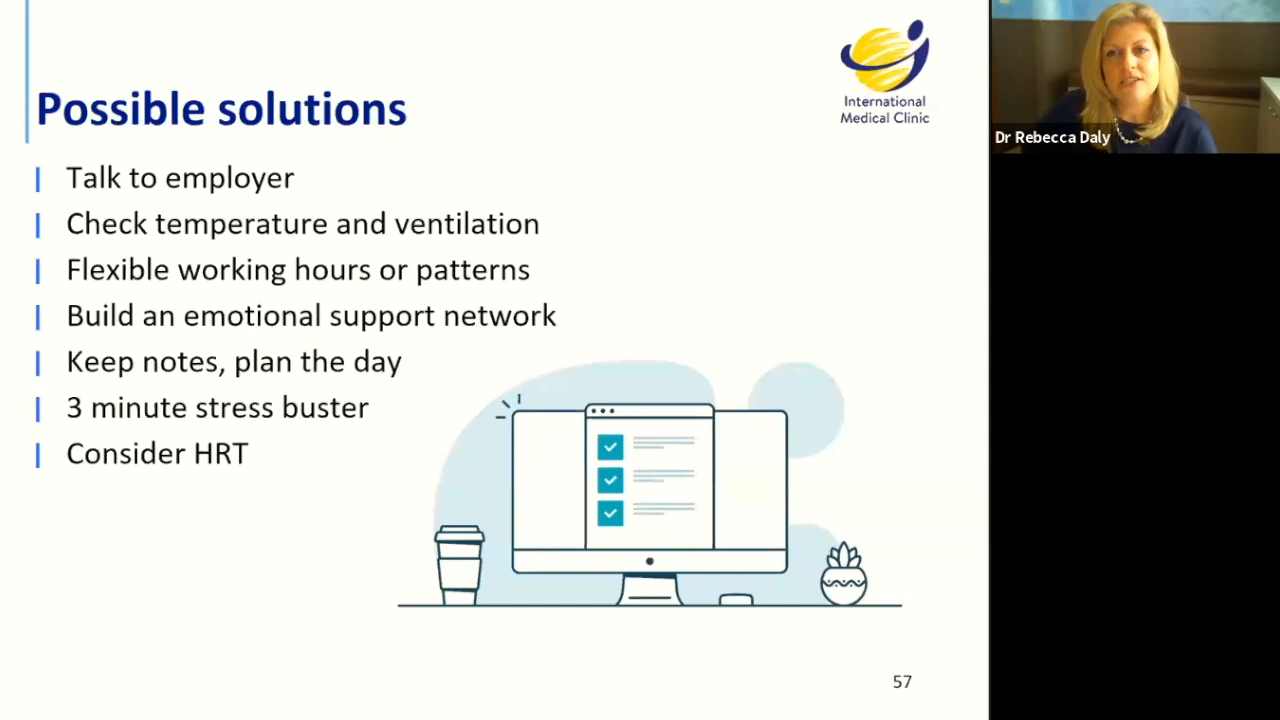 International
Medical Clinic
Possible solutions
Talk to employer
Check temperature and ventilation
Flexible working hours or patterns
Build an emotional support network
Keep notes, plan the day
3 minute stress buster
Consider HRT
57
Dr Rebecca Daly